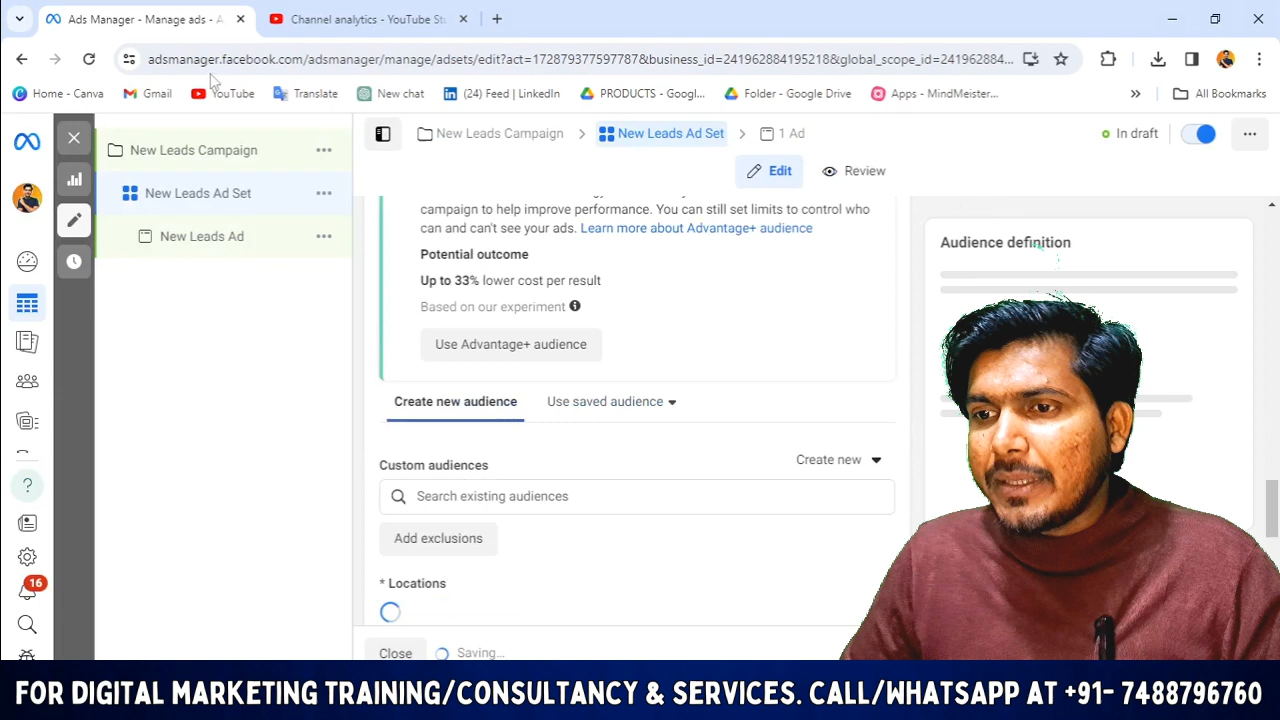 Ads Manager - Manage ads - A
Channel analytics - YouTube Stu
adsmanager.facebook.com/adsmanager/manage/adsets/edit?act=1728793775977878&business_id=241962884195218&global_scope_id=241962884...
Home - Canva
Gmail
YouTube
Translate
New chat
(24) Feed | LinkedIn
PRODUCTS - Googl...
Folder - Google Drive
Apps - MindMeister...
All Bookmarks
New Leads Campaign
New Leads Ad Set
1 Ad
In draft
New Leads Campaign
New Leads Ad Set
New Leads Ad
Edit
Review
campaign to help improve performance. You can still set limits to control who
and can't see your ads. Learn more about Advantage+ audience
Potential outcome
Up to 33% lower cost per result
Based on our experiment
Use Advantage+ audience
Audience definition
Create new audience
Use saved audience
Custom audiences
Create new
Search existing audiences
Add exclusions
* Locations
16
Close
Saving...
FOR DIGITAL MARKETING TRAINING/CONSULTANCY & SERVICES. CALL/WHATSAPP AT +91- 7488796760